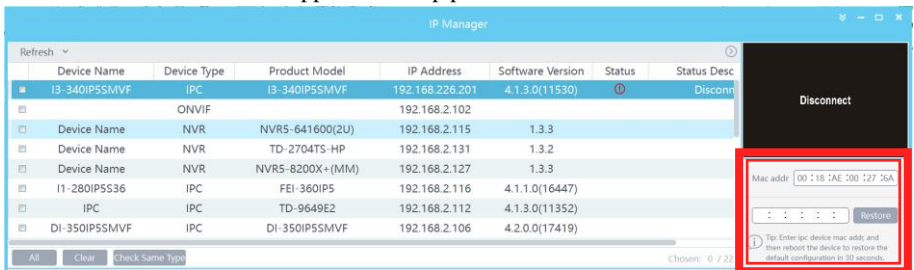 IP Manager
Refresh
Device Name Device Type Product Model IP Address Software Version Status Status Desc
I3-340IP5SMVF IPC I3-340IP5SMVF 192.168.226.201 4.1.3.0(11530) Disconn
ONVIF 192.168.2.102
Device Name NVR NVR5-641600(2U) 192.168.2.115 1.3.3
Device Name NVR TD-2704TS-HP 192.168.2.131 1.3.2
Device Name NVR NVR5-8200X+(MM) 192.168.2.127 1.3.3
I1-280IP5S36 IPC FEI-360IP5 192.168.2.116 4.1.1.0(16447)
IPC IPC TD-9649E2 192.168.2.112 4.1.3.0(11352)
DI-350IP5SMVF IPC DI-350IP5SMVF 192.168.2.106 4.2.0.0(17419)
All Clear Check Same Type Chosen: 0 / 22
Disconnect
Mac addr 00 : 18 : AE : 00 : 27 : 6A
: : : : : Restore
Tip: Enter ipc device mac addr, and
then reboot the device to restore the
default configuration in 30 seconds.